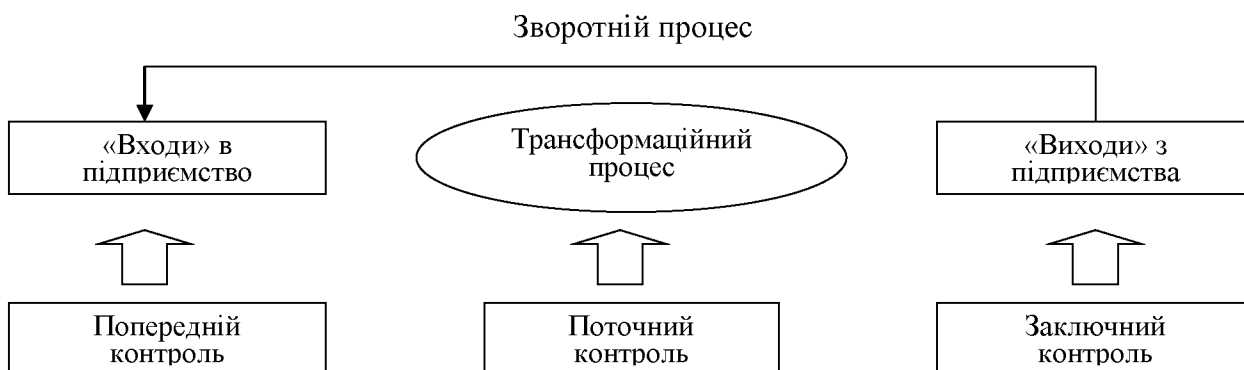 Зворотній процес
«Входи» в
підприємство
Трансформаційний
процес
«Виходи» з
підприємства
Попередній
контроль
Поточний
контроль
Заключний
контроль